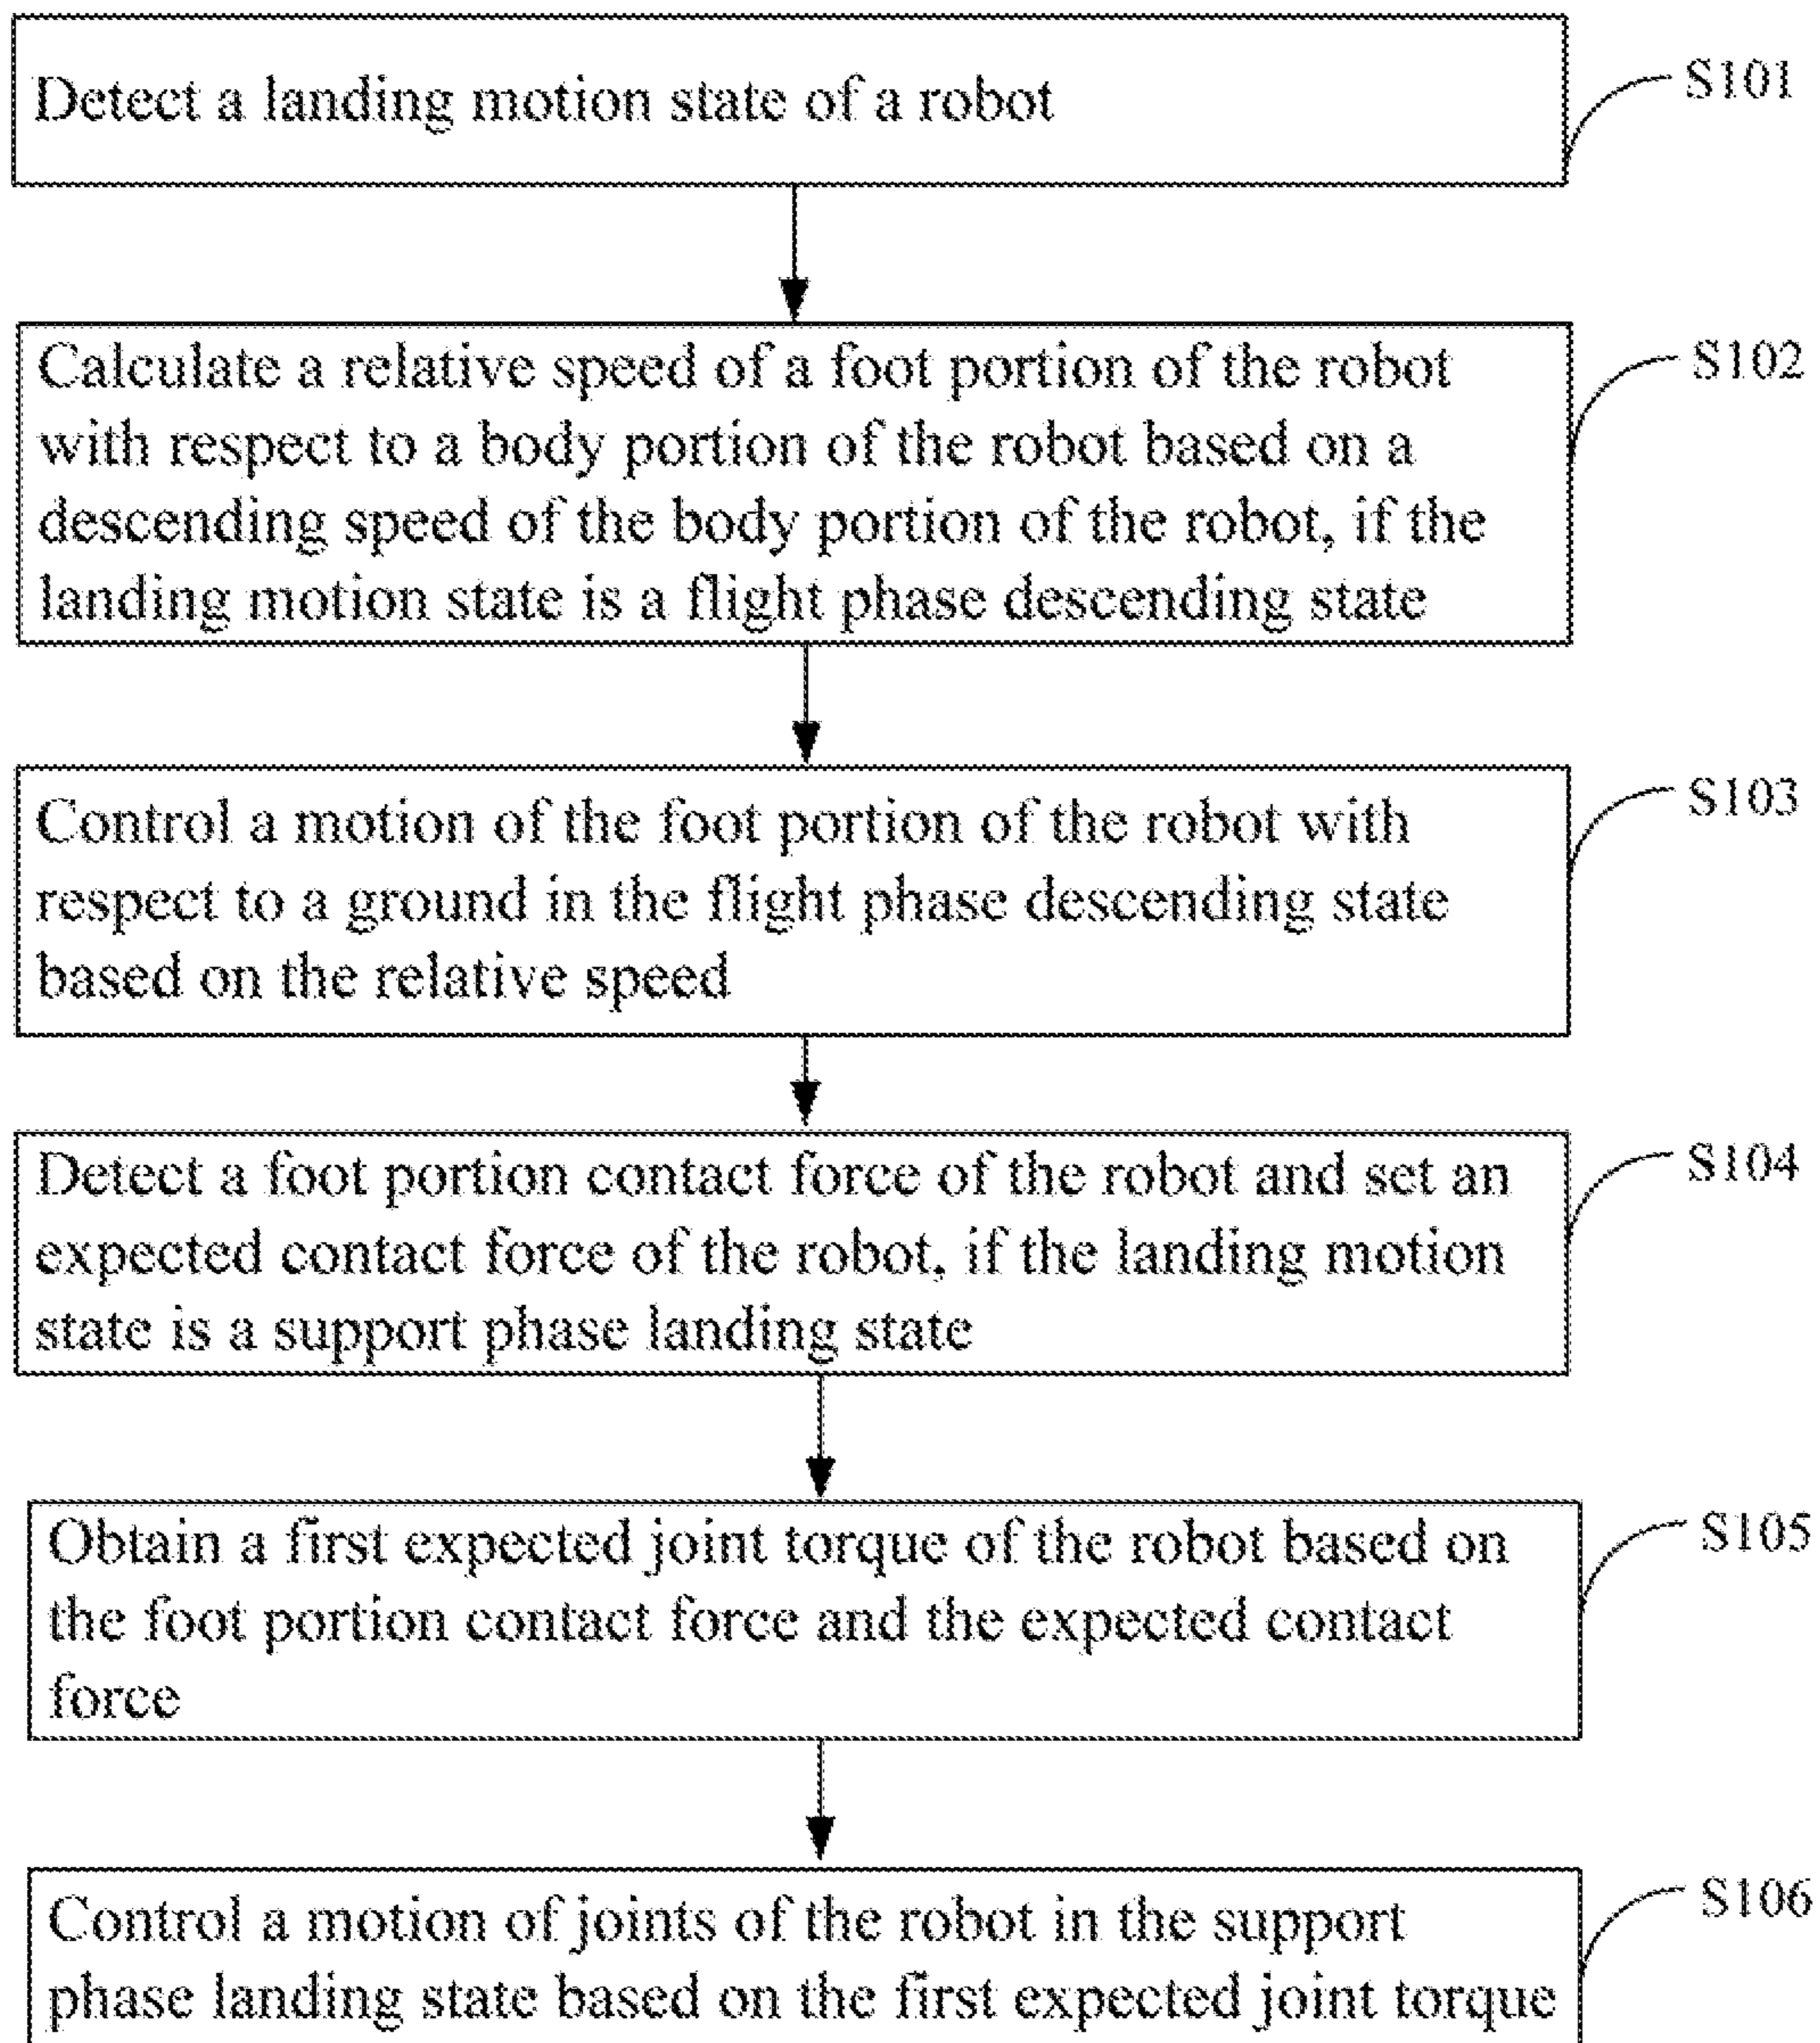 Detect a landing motion state of a robot
S101
Calculate a relative speed of a foot portion of the robot
with respect to a body portion of the robot based on a
descending speed of the body portion of the robot, if the
landing motion state is a flight phase descending state
S102
Control a motion of the foot portion of the robot with
respect to a ground in the flight phase descending state
based on the relative speed
S103
Detect a foot portion contact force of the robot and set an
expected contact force of the robot, if the landing motion
state is a support phase landing state
S104
Obtain a first expected joint torque of the robot based on
the foot portion contact force and the expected contact
force
S105
Control a motion of joints of the robot in the support
phase landing state based on the first expected joint torque
S106